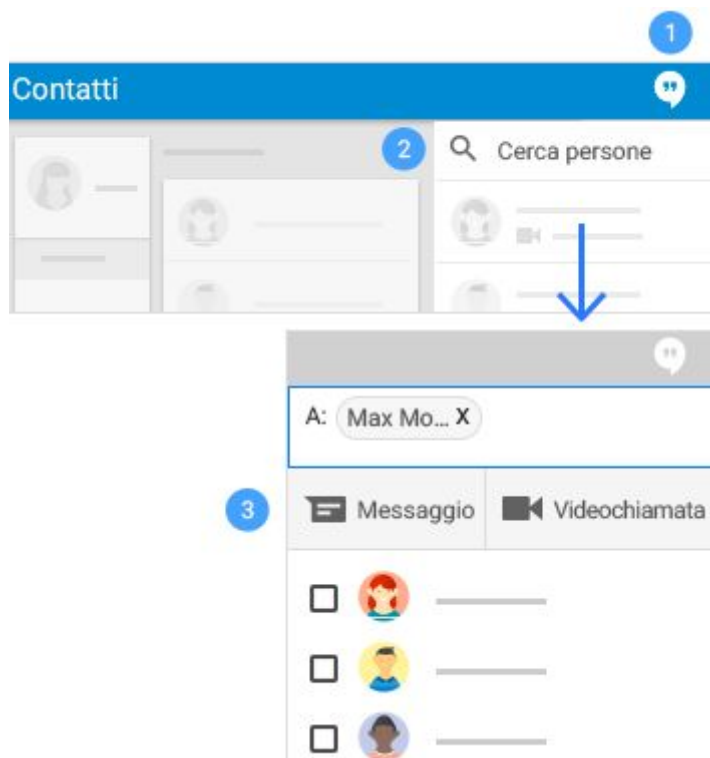 1
Contatti
2
Cerca persone
A: Max Mo... X
3
Messaggio
Videochiamata